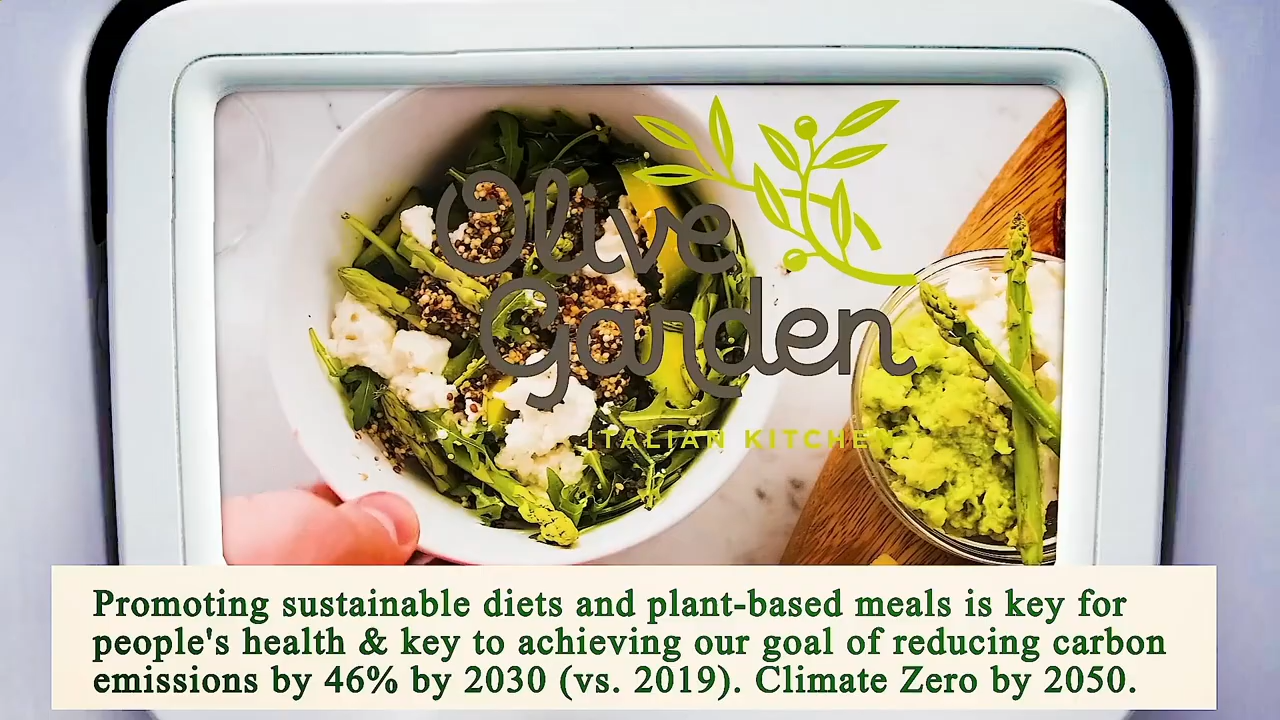 Olive
Garden
ITALIAN KITCHEN
Promoting sustainable diets and plant-based meals is key for
people's health & key to achieving our goal of reducing carbon
emissions by 46% by 2030 (vs. 2019). Climate Zero by 2050.